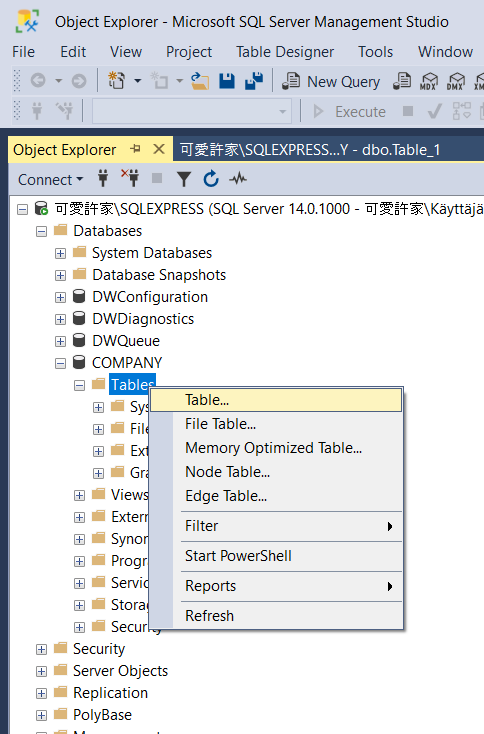 Object Explorer - Microsoft SQL Server Management Studio
File Edit View Project Table Designer Tools Window
New Query MDX DMX
Execute
Object Explorer 可愛許家\SQLEXPRESS...Y - dbo.Table_1
Connect
可愛許家\SQLEXPRESS (SQL Server 14.0.1000 - 可愛許家\Käyttäjä
Databases
System Databases
Database Snapshots
DWConfiguration
DWDiagnostics
DWQueue
COMPANY
Tables
Table...
Sys
File Table...
File
Memory Optimized Table...
Ext
Node Table...
Gra
Edge Table...
Views
Extern
Filter
Synon
Start PowerShell
Progr
Reports
Servic
Storag
Refresh
Security
Security
Server Objects
Replication
PolyBase